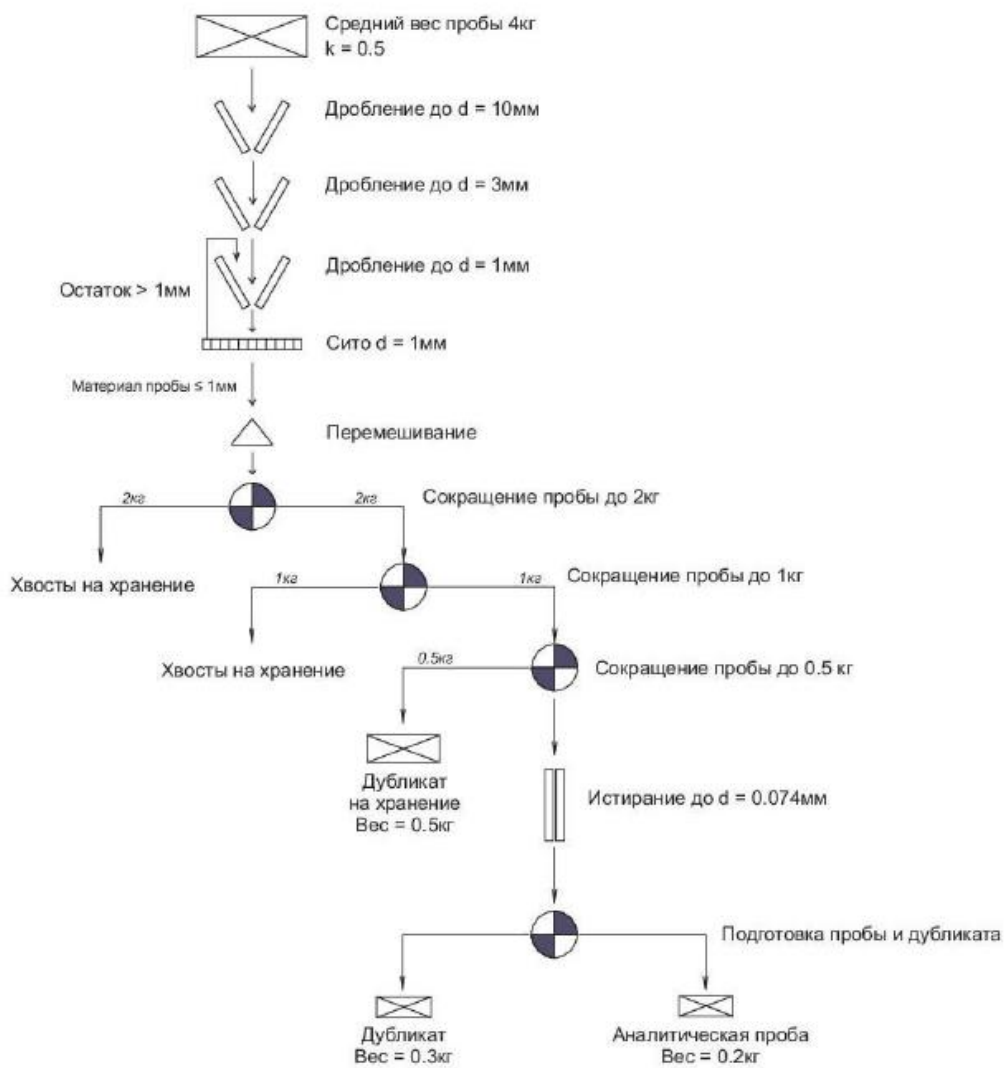 Средний вес пробы 4кг
k = 0.5
Дробление до d = 10мм
Дробление до d = 3мм
Дробление до d = 1мм
Остаток > 1мм
Сито d = 1мм
Материал пробы ≤ 1мм
Перемешивание
2кг
2кг
Сокращение пробы до 2кг
Хвосты на хранение
1кг
1кг
Сокращение пробы до 1кг
Хвосты на хранение
0.5кг
Сокращение пробы до 0.5 кг
Дубликат
на хранение
Вес = 0.5кг
Истирание до d = 0.074мм
Подготовка пробы и дубликата
Дубликат
Вес = 0.3кг
Аналитическая проба
Вес = 0.2кг